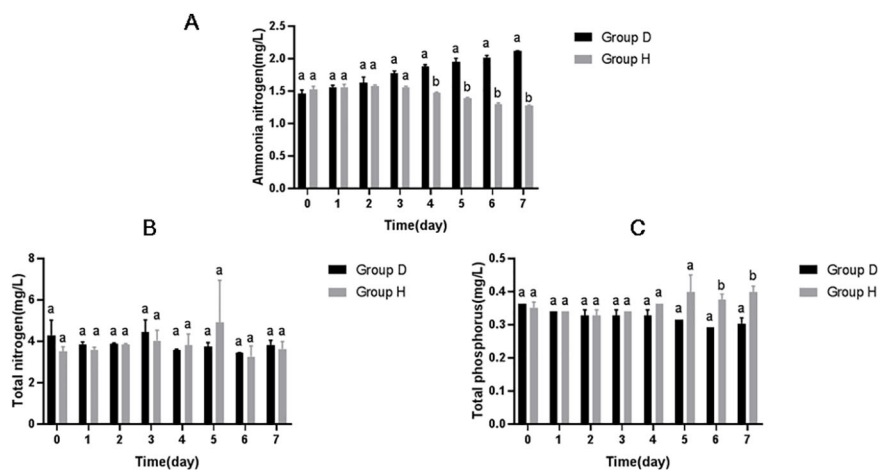 A
Ammonia nitrogen(mg/L)
2.5
2.0
1.5
1.0
0.5
0.0
a a a a a a a a a b a b a b a b
0 1 2 3 4 5 6 7
Time(day)
Group D
Group H
B
Total nitrogen(mg/L)
8
6
4
2
0
a a a a a a a a a a a a a a a a
0 1 2 3 4 5 6 7
Time(day)
Group D
Group H
C
Total phosphorus(mg/L)
0.5
0.4
0.3
0.2
0.1
0.0
a a a a a a a a a a a a a b a b
0 1 2 3 4 5 6 7
Time(day)
Group D
Group H